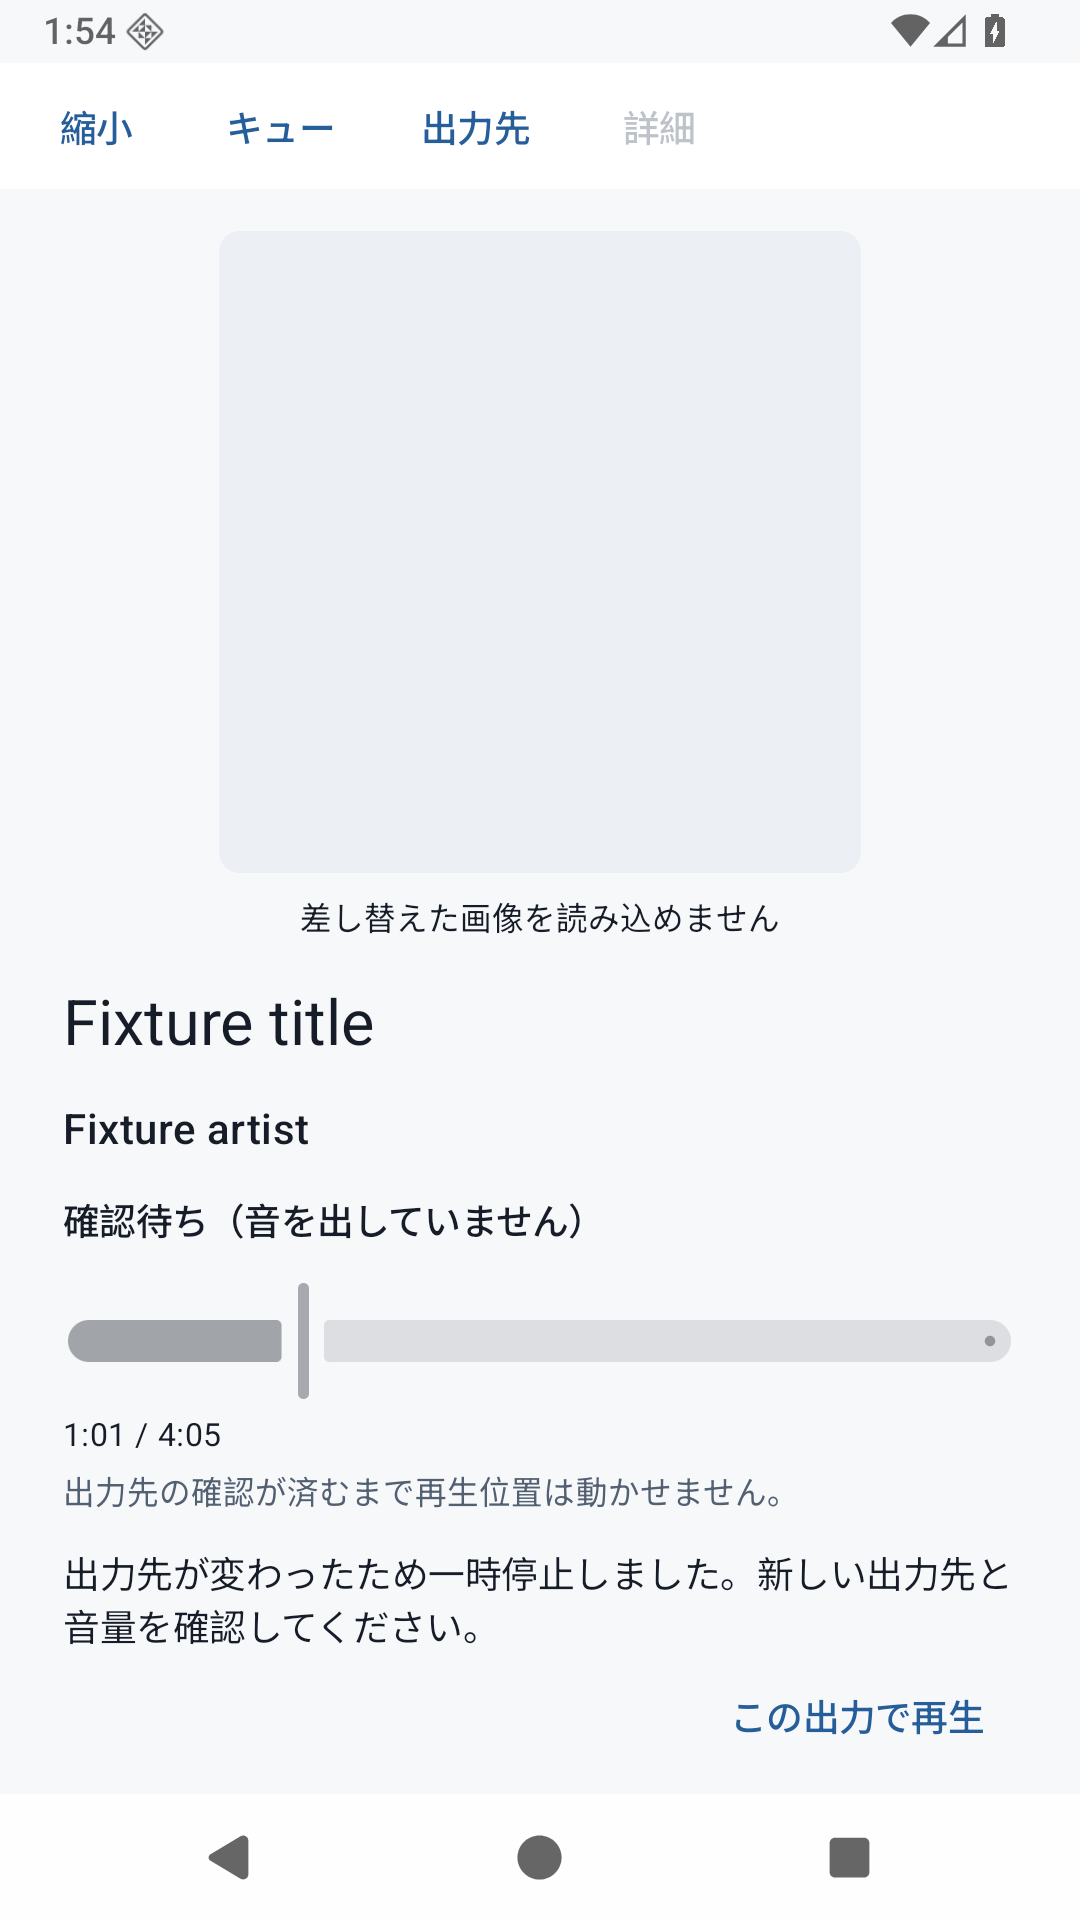 1:54
縮小 キュー 出力先 詳細
差し替えた画像を読み込めません
Fixture title
Fixture artist
確認待ち（音を出していません）
1:01 / 4:05
出力先の確認が済むまで再生位置は動かせません。
出力先が変わったため一時停止しました。新しい出力先と
音量を確認してください。
この出力で再生